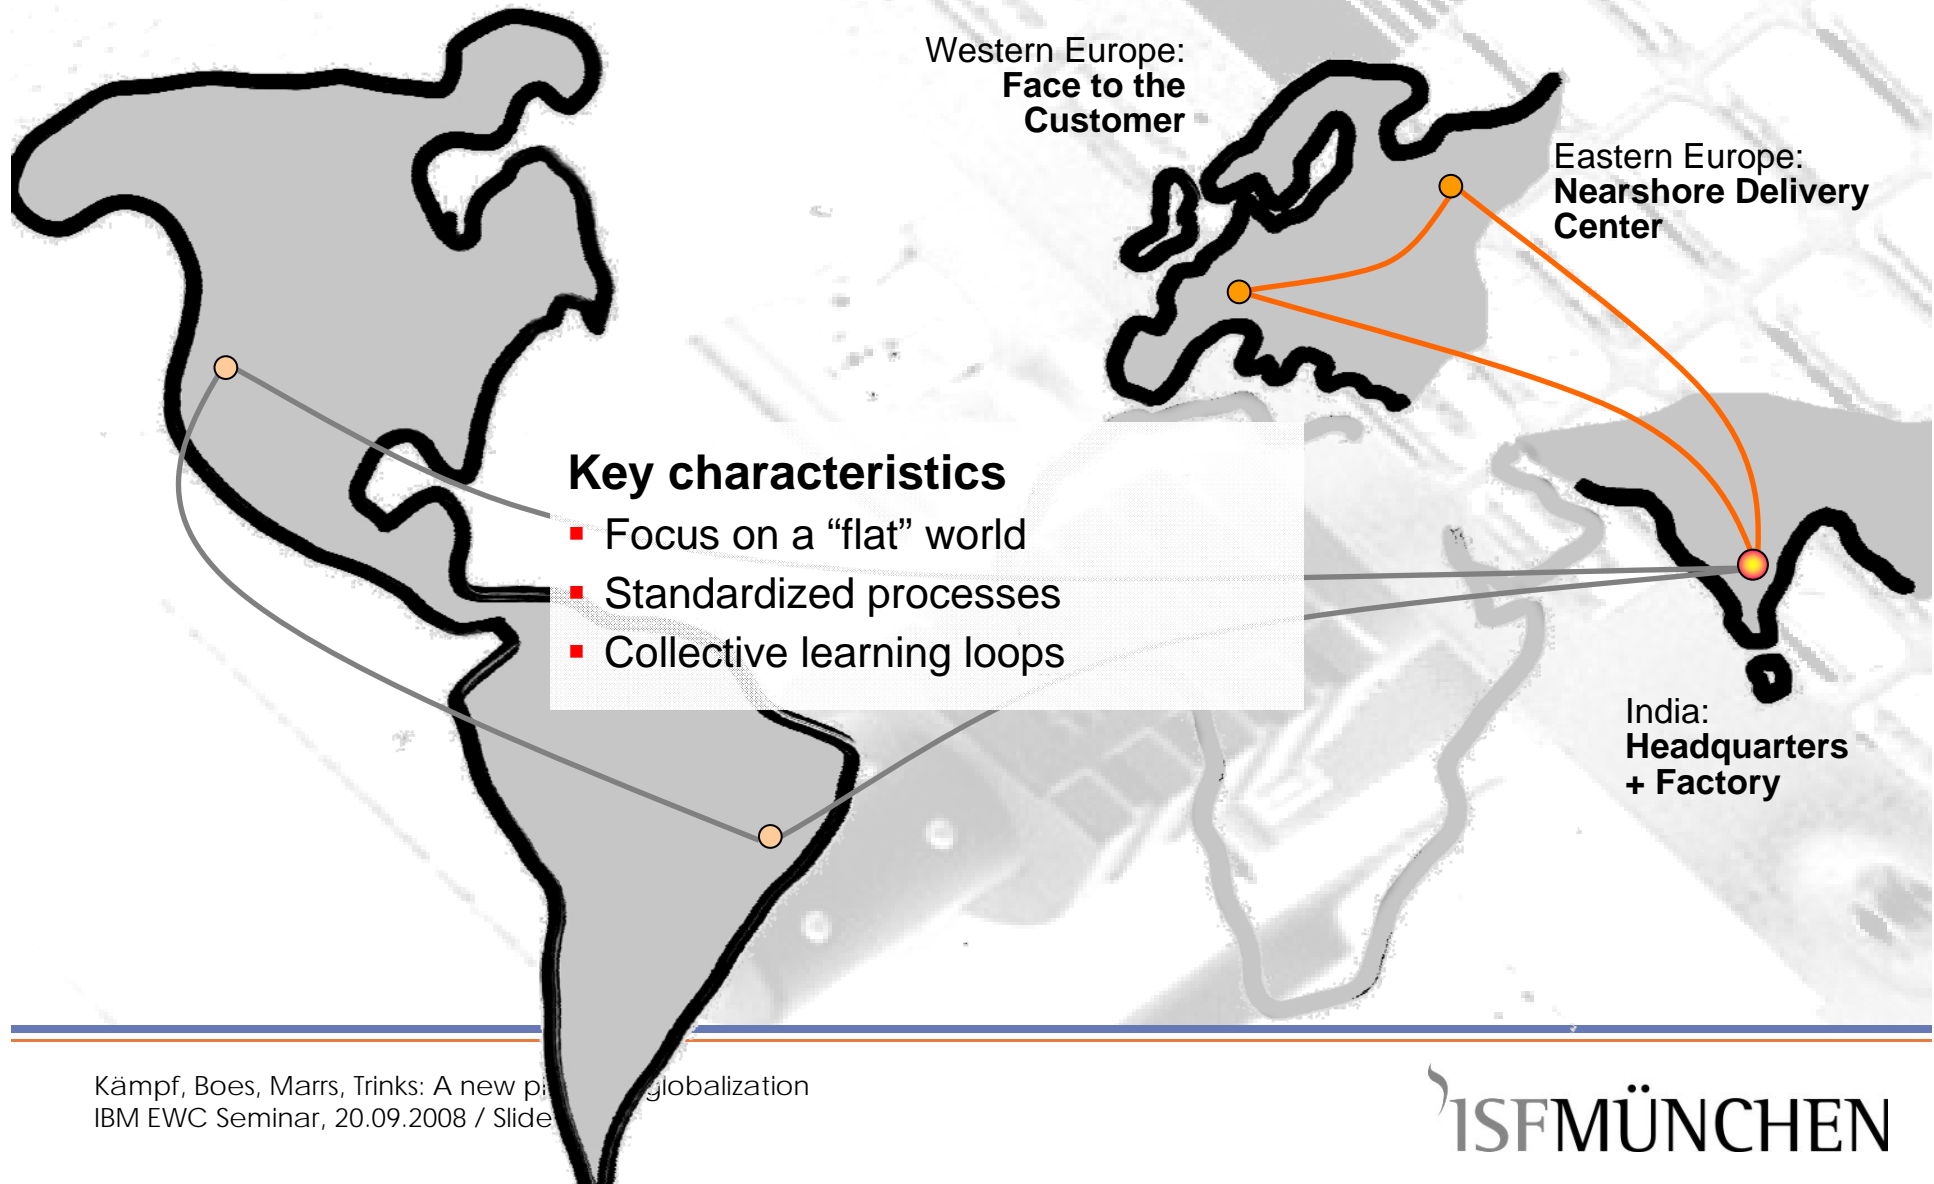 Western Europe:
Face to the
Customer
Eastern Europe:
Nearshore Delivery
Center
Key characteristics
▪ Focus on a “flat” world
▪ Standardized processes
▪ Collective learning loops
India:
Headquarters
+ Factory
Kämpf, Boes, Marrs, Trinks: A new globalization
IBM EWC Seminar, 20.09.2008 / Slide
ISFMÜNCHEN